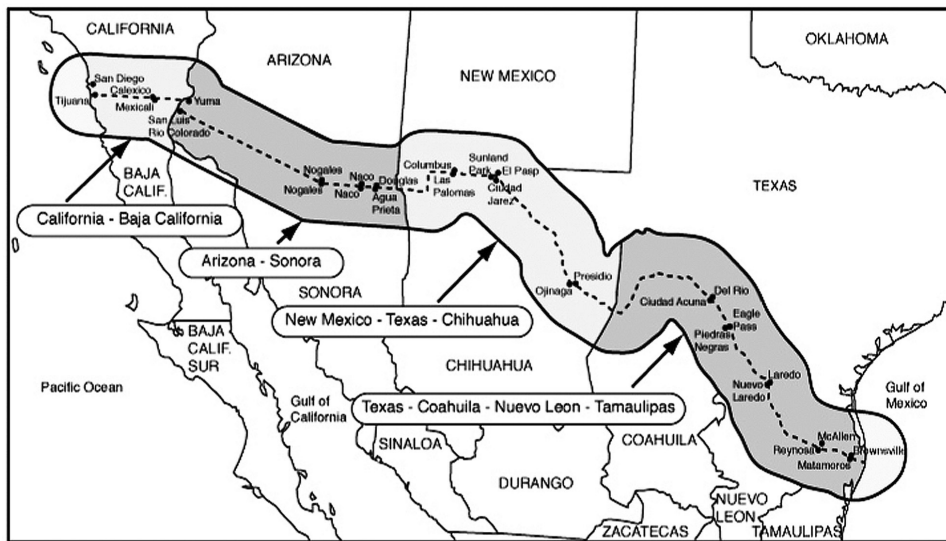 CALIFORNIA
ARIZONA
NEW MEXICO
OKLAHOMA
TEXAS
San Diego
Calexico
Tijuana
Mexicali
Yuma
San Luis
Rio Colorado
Nogales
Nogales
Naco
Naco
Douglas
Agua
Prieta
Columbus
Las
Palomas
Sunland
Park
El Pasp
Ciudad
Jarez
BAJA
CALIF.
California - Baja California
Arizona - Sonora
SONORA
New Mexico - Texas - Chihuahua
Presidio
Ojinaga
Del Rio
Ciudad Acuna
Eagle
Pass
Piedras
Negras
BAJA
CALIF.
SUR
CHIHUAHUA
Pacific Ocean
Gulf of
California
Texas - Coahuila - Nuevo Leon - Tamaulipas
Laredo
Nuevo
Laredo
Gulf of
Mexico
SINALOA
COAHUILA
McAllen
Reynosa
Brownsville
Matamoros
DURANGO
NUEVO
LEON
ZACATECAS
TAMAULIPAS